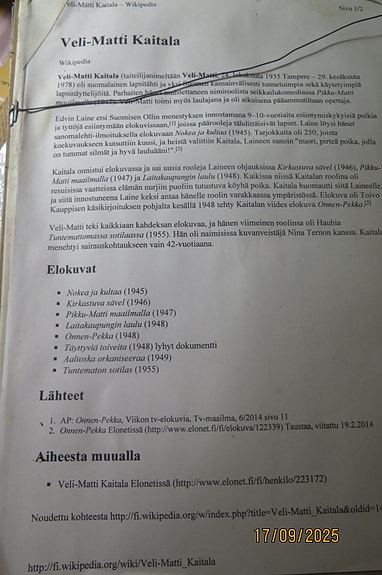 Veli-Matti Kaitala – Wikipedia
Sivu 1/2
Veli-Matti Kaitala
Wikipedia
Veli-Matti Kaitala (taiteilijanimeltään Veli-Matti, 1935 Tampere – 29. kesäkuuta
1978) oli suomalainen lapsitähti ja yksi kansainvälisesti tunnetuimpia sekä käytetyimpiä
lapsinäyttelijöitä. Parhaiten hänet muistettaneen nimiroolista seikkailukomediassa Pikku-Matti
maailmalla (1947). Veli-Matti toimi myös laulajana ja oli aikuisena pääammatiltaan opettaja.
Edwin Laine etsi Suomisen Ollin menestyksen innostamana 9–10-vuotiaita esiintymiskykyisiä poikia
ja tyttöjä esiintymään elokuvissaan,[1] joissa päärooleja tähdittäisivät lapset. Laine löysi hänet
sanomalehti-ilmoituksella elokuvaan Nokea ja kultaa (1945). Tarjokkaita oli 250, joista
koekuvaukseen kutsuttiin kuusi, ja heistä valittiin Kaitala, Laineen sanoin "nuori, pirteä poika, jolla
on tummat silmät ja hyvä lauluääni".[2]
Kaitala onnistui elokuvassa ja sai uusia rooleja Laineen ohjauksissa Kirkastuva sävel (1946), Pikku-
Matti maailmalla (1947) ja Laitakaupungin laulu (1948). Kaikissa niissä Kaitalan roolina oli
resuisissa vaatteissa elämän nurjiin puoliin tutustuva köyhä poika. Kaitala huomautti siitä Laineelle,
ja siitä innostuneena Laine keksi antaa hänelle roolin varakkaassa ympäristössä. Elokuva oli Toivo
Kauppisen käsikirjoituksen pohjalta kesällä 1948 tehty Kaitalan viides elokuva Onnen-Pekka.[2]
Veli-Matti teki kaikkiaan kahdeksan elokuvaa, ja hänen viimeinen roolinsa oli Hauhia
Tuntemattomassa sotilaassa (1955). Hän oli naimisissa kuvanveistäjä Nina Ternon kanssa. Kaitala
menehtyi sairauskohtaukseen vain 42-vuotiaana.
Elokuvat
▪ Nokea ja kultaa (1945)
▪ Kirkastuva sävel (1946)
▪ Pikku-Matti maailmalla (1947)
▪ Laitakaupungin laulu (1948)
▪ Onnen-Pekka (1948)
▪ Täyttyviä toiveita (1948) lyhyt dokumentti
▪ Aaltoska orkaniseeraa (1949)
▪ Tuntematon sotilas (1955)
Lähteet
1. AP: Onnen-Pekka, Viikon tv-elokuvia, Tv-maailma, 6/2014 sivu 11
2. Onnen-Pekka Elonetissä (http://www.elonet.fi/fi/elokuva/122339) Taustaa, viitattu 19.2.2014
Aiheesta muualla
▪ Veli-Matti Kaitala Elonetissä (http://www.elonet.fi/fi/henkilo/223172)
Noudettu kohteesta http://fi.wikipedia.org/w/index.php?title=Veli-Matti_Kaitala&oldid=14
17/09/2025
http://fi.wikipedia.org/wiki/Veli-Matti_Kaitala